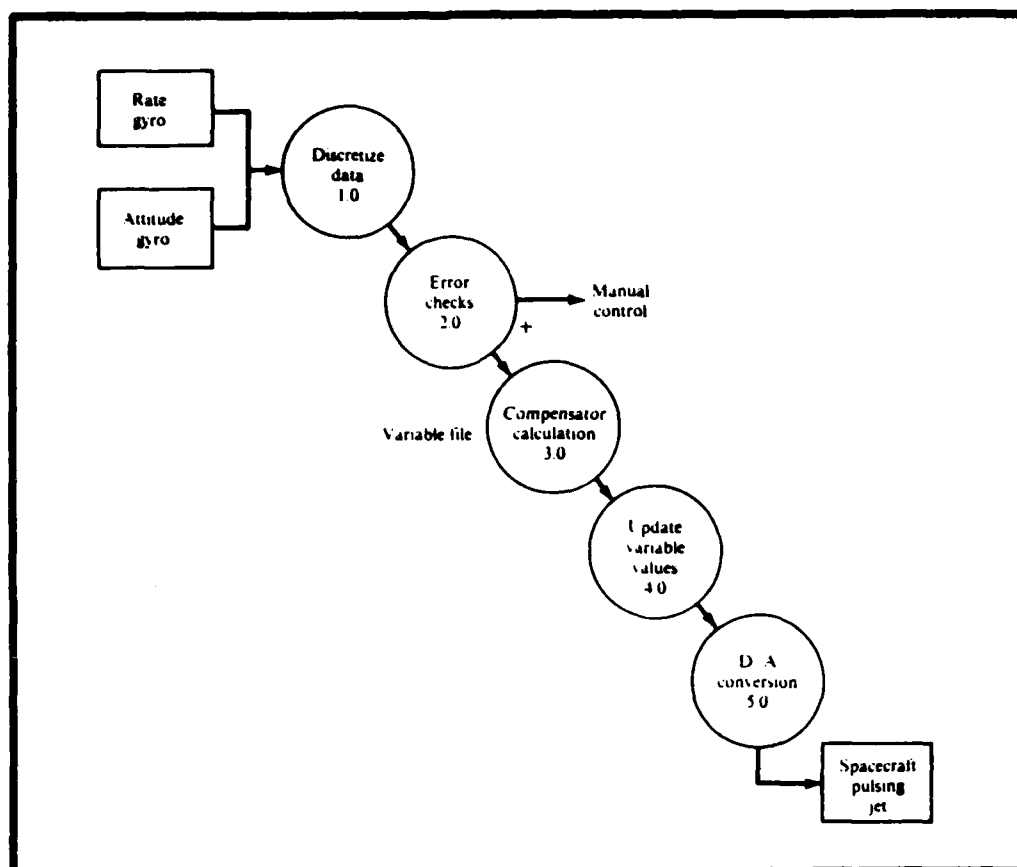 Rate
gyro
Attitude
gyro
Discretize
data
1.0
Error
checks
2.0
+
Manual
control
Variable file
Compensator
calculation
3.0
Update
variable
values
4.0
D A
conversion
5.0
Spacecraft
pulsing
jet